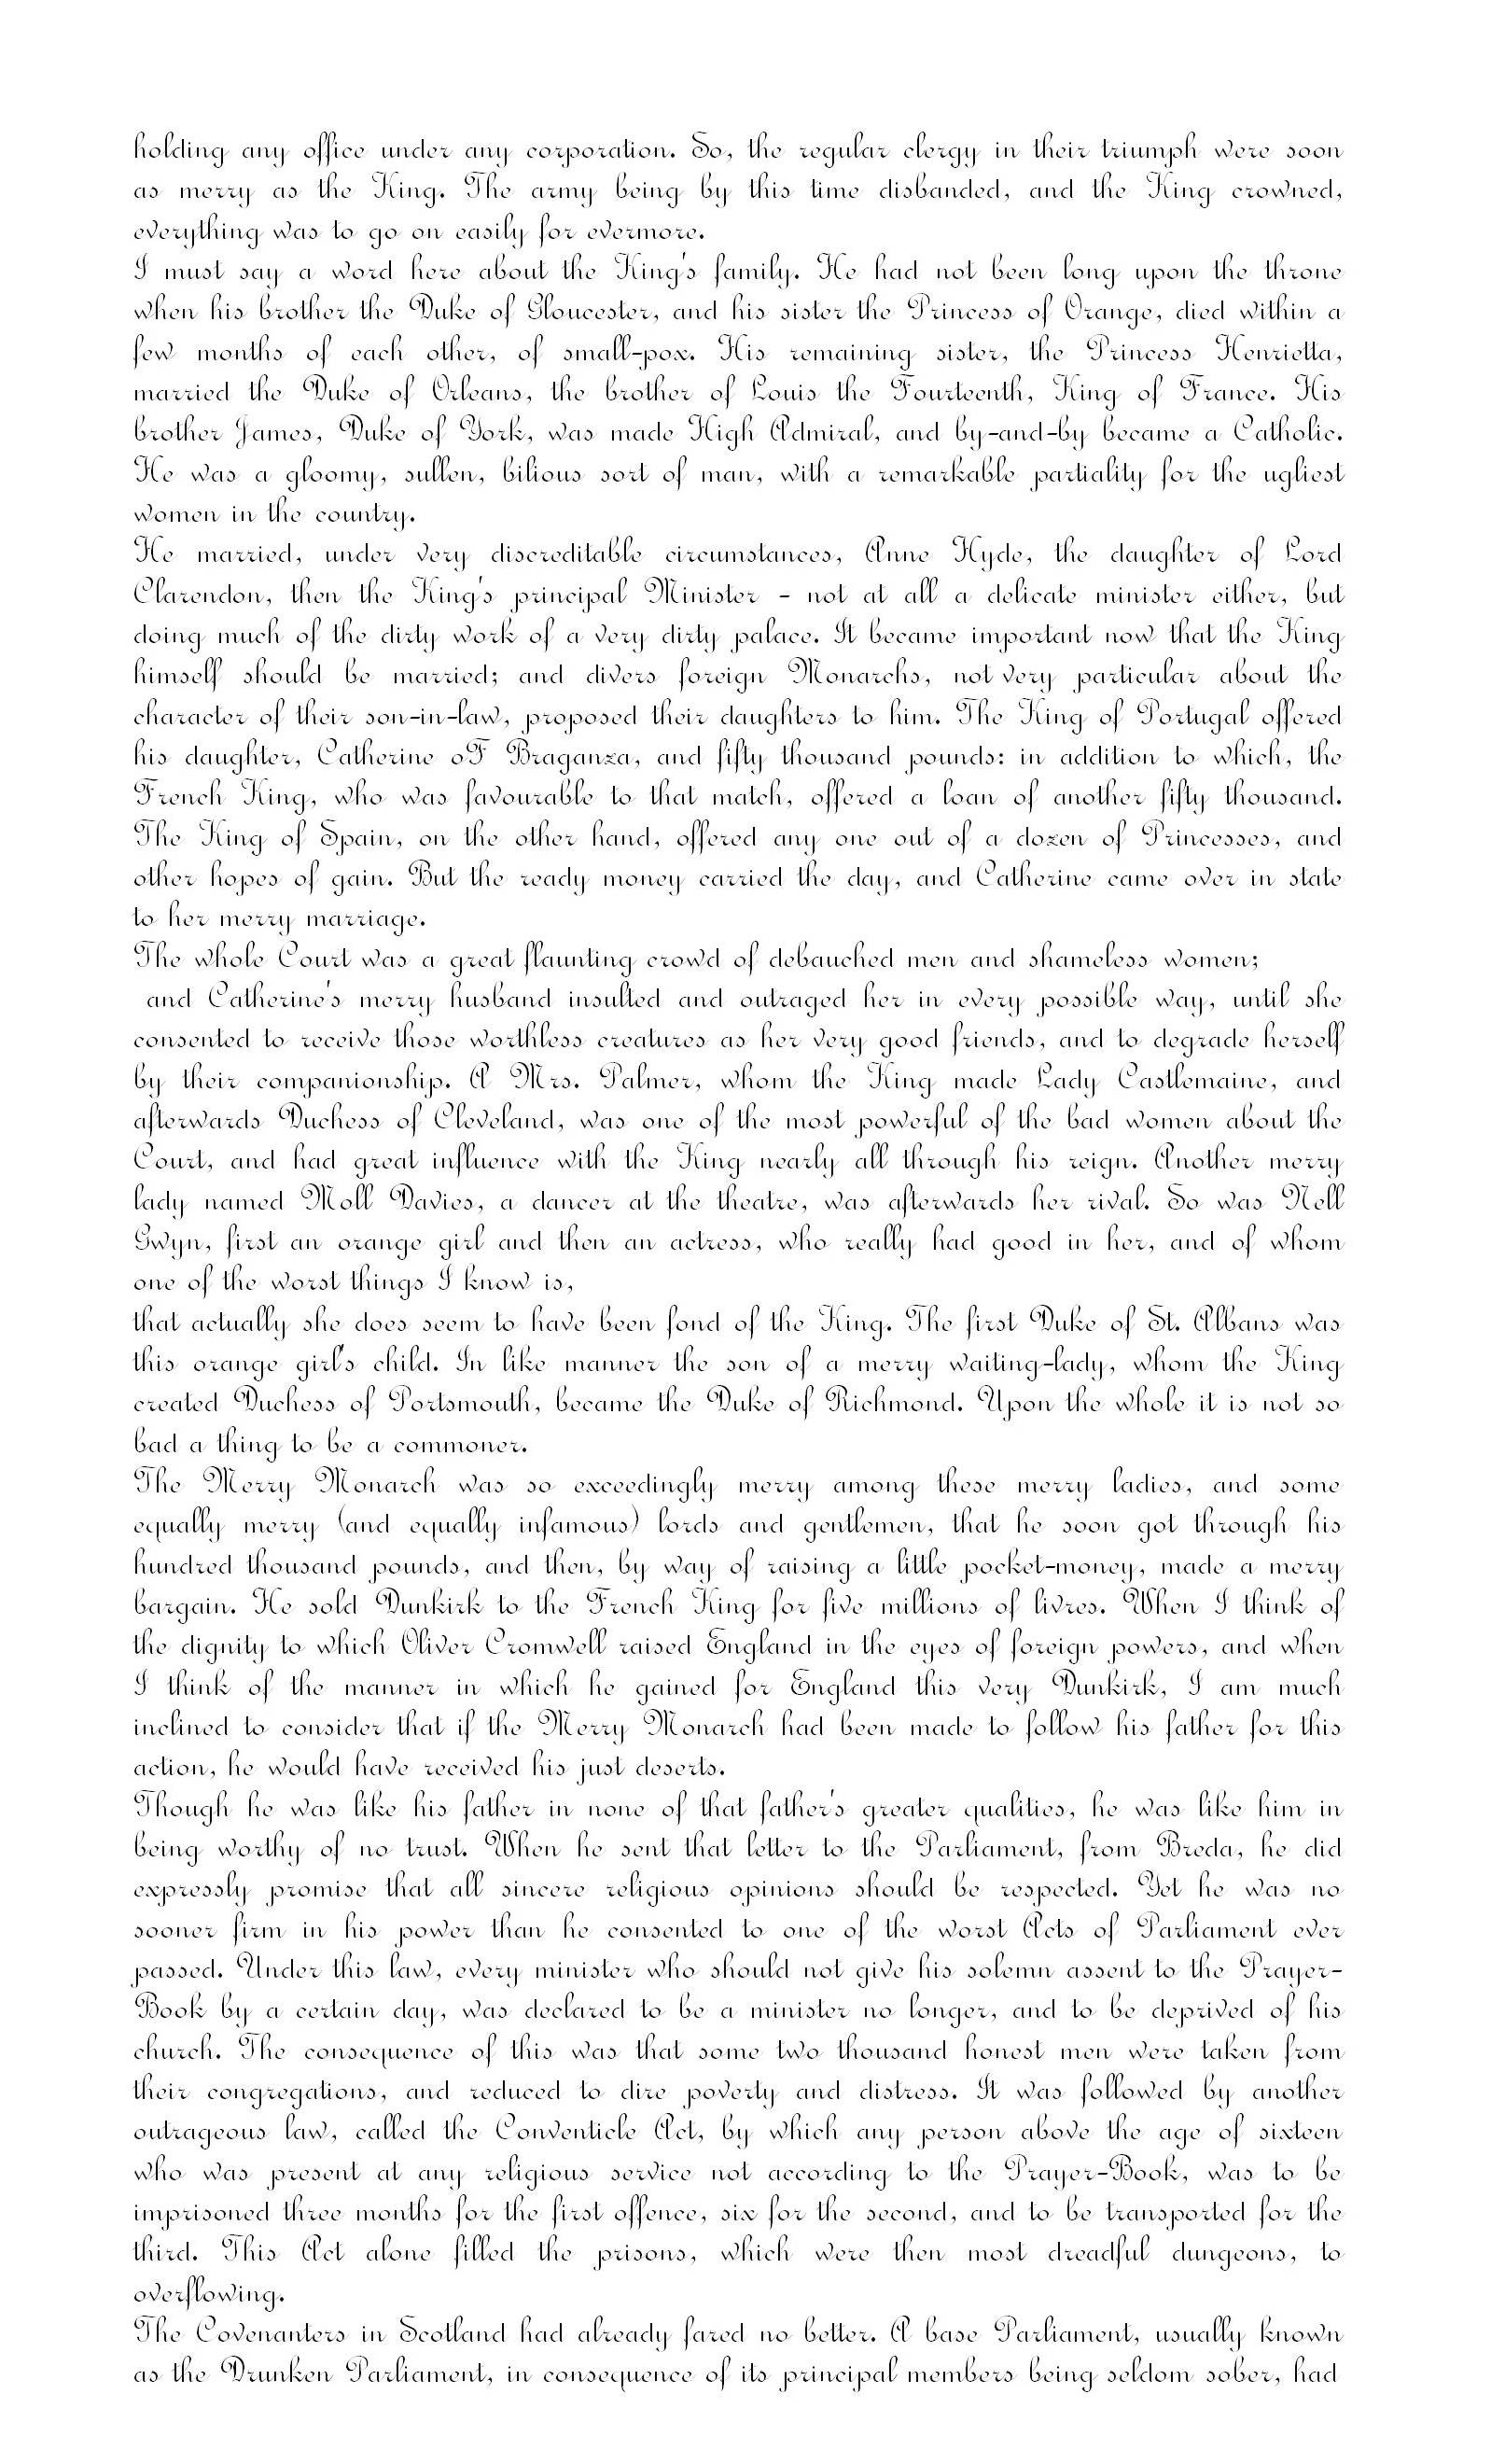 holding any office under any corporation. So, the regular clergy in their triumph were soon
as merry as the King. The army being by this time disbanded, and the King crowned,
everything was to go on easily for evermore.
I must say a word here about the King's family. He had not been long upon the throne
when his brother the Duke of Gloucester, and his sister the Princess of Orange, died within a
few months of each other, of small-pox. His remaining sister, the Princess Henrietta,
married the Duke of Orleans, the brother of Louis the Fourteenth, King of France. His
brother James, Duke of York, was made High Admiral, and by-and-by became a Catholic.
He was a gloomy, sullen, bilious sort of man, with a remarkable partiality for the ugliest
women in the country.
He married, under very discreditable circumstances, Anne Hyde, the daughter of Lord
Clarendon, then the King's principal Minister - not at all a delicate minister either, but
doing much of the dirty work of a very dirty palace. It became important now that the King
himself should be married; and divers foreign Monarchs, not very particular about the
character of their son-in-law, proposed their daughters to him. The King of Portugal offered
his daughter, Catherine oF Braganza, and fifty thousand pounds: in addition to which, the
French King, who was favourable to that match, offered a loan of another fifty thousand.
The King of Spain, on the other hand, offered any one out of a dozen of Princesses, and
other hopes of gain. But the ready money carried the day, and Catherine came over in state
to her merry marriage.
The whole Court was a great flaunting crowd of debauched men and shameless women;
and Catherine's merry husband insulted and outraged her in every possible way, until she
consented to receive those worthless creatures as her very good friends, and to degrade herself
by their companionship. A Mrs. Palmer, whom the King made Lady Castlemaine, and
afterwards Duchess of Cleveland, was one of the most powerful of the bad women about the
Court, and had great influence with the King nearly all through his reign. Another merry
lady named Moll Davies, a dancer at the theatre, was afterwards her rival. So was Nell
Gwyn, first an orange girl and then an actress, who really had good in her, and of whom
one of the worst things I know is,
that actually she does seem to have been fond of the King. The first Duke of St. Albans was
this orange girl's child. In like manner the son of a merry waiting-lady, whom the King
created Duchess of Portsmouth, became the Duke of Richmond. Upon the whole it is not so
bad a thing to be a commoner.
The Merry Monarch was so exceedingly merry among these merry ladies, and some
equally merry (and equally infamous) lords and gentlemen, that he soon got through his
hundred thousand pounds, and then, by way of raising a little pocket-money, made a merry
bargain. He sold Dunkirk to the French King for five millions of livres. When I think of
the dignity to which Oliver Cromwell raised England in the eyes of foreign powers, and when
I think of the manner in which he gained for England this very Dunkirk, I am much
inclined to consider that if the Merry Monarch had been made to follow his father for this
action, he would have received his just deserts.
Though he was like his father in none of that father's greater qualities, he was like him in
being worthy of no trust. When he sent that letter to the Parliament, from Breda, he did
expressly promise that all sincere religious opinions should be respected. Yet he was no
sooner firm in his power than he consented to one of the worst Acts of Parliament ever
passed. Under this law, every minister who should not give his solemn assent to the Prayer-
Book by a certain day, was declared to be a minister no longer, and to be deprived of his
church. The consequence of this was that some two thousand honest men were taken from
their congregations, and reduced to dire poverty and distress. It was followed by another
outrageous law, called the Conventicle Act, by which any person above the age of sixteen
who was present at any religious service not according to the Prayer-Book, was to be
imprisoned three months for the first offence, six for the second, and to be transported for the
third. This Act alone filled the prisons, which were then most dreadful dungeons, to
overflowing.
The Covenanters in Scotland had already fared no better. A base Parliament, usually known
as the Drunken Parliament, in consequence of its principal members being seldom sober, had